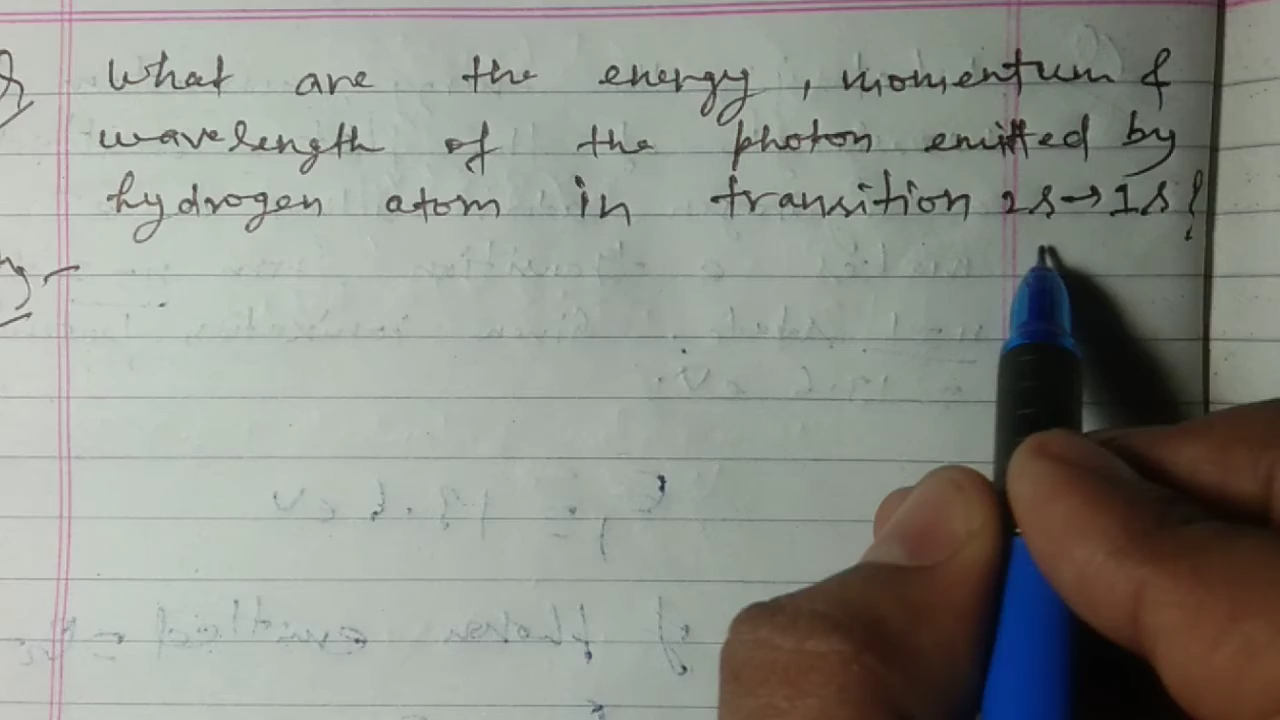 What are the energy, momentum &
wavelength of the photon emitted by
hydrogen atom in transition 2s→1s?